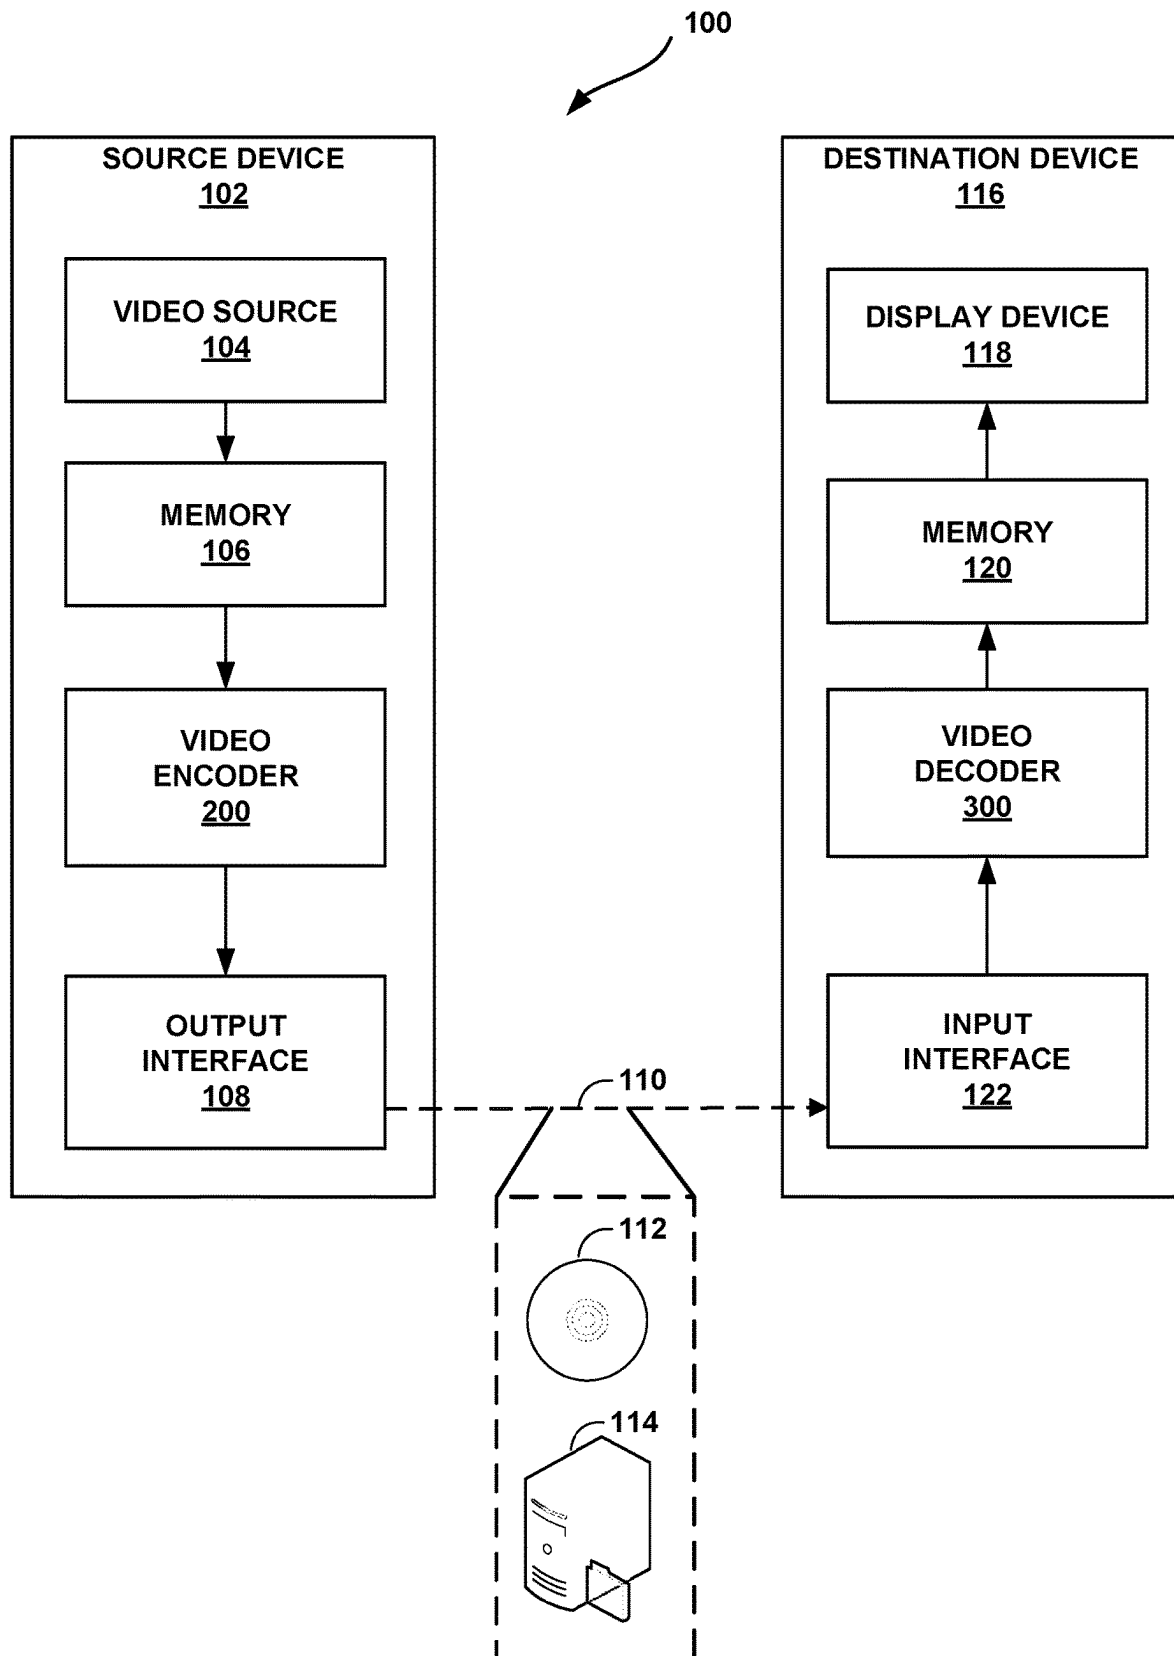 100
SOURCE DEVICE
102
VIDEO SOURCE
104
MEMORY
106
VIDEO
ENCODER
200
OUTPUT
INTERFACE
108
DESTINATION DEVICE
116
DISPLAY DEVICE
118
MEMORY
120
VIDEO
DECODER
300
INPUT
INTERFACE
122
110
112
114